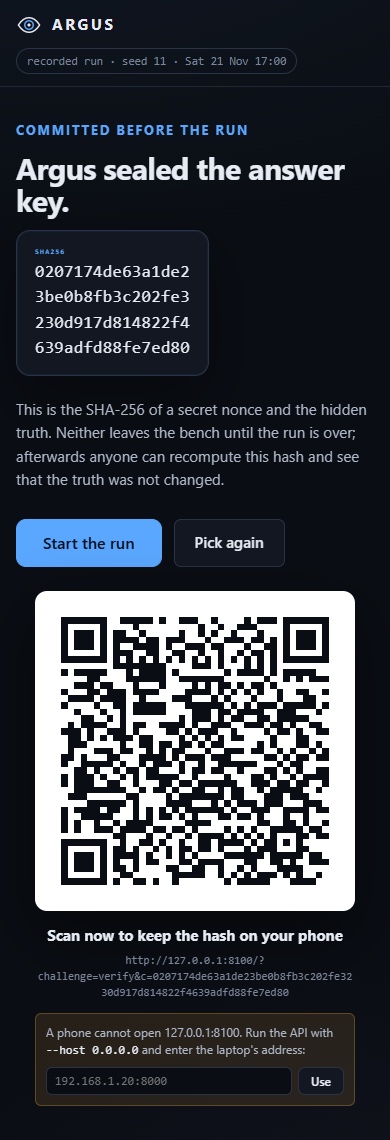 ARGUS
recorded run · seed 11 · Sat 21 Nov 17:00
COMMITTED BEFORE THE RUN
Argus sealed the answer
key.
SHA256
0207174de63a1de2
3be0b8fb3c202fe3
230d917d814822f4
639adfd88fe7ed80
This is the SHA-256 of a secret nonce and the hidden
truth. Neither leaves the bench until the run is over;
afterwards anyone can recompute this hash and see
that the truth was not changed.
Start the run
Pick again
Scan now to keep the hash on your phone
http://127.0.0.1:8100/?
challenge=verify&c=0207174de63a1de23be0b8fb3c202fe32
30d917d814822f4639adfd88fe7ed80
A phone cannot open 127.0.0.1:8100. Run the API with
--host 0.0.0.0 and enter the laptop's address:
192.168.1.20:8000
Use